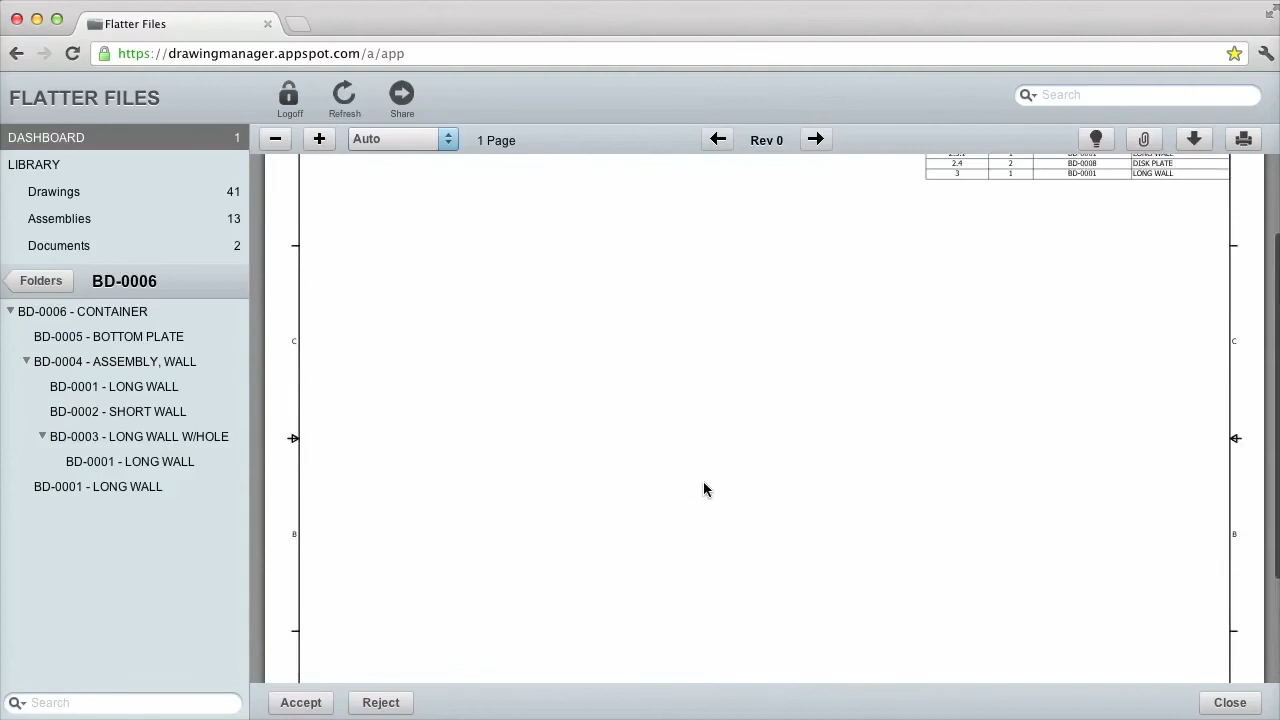 Flatter Files
https://drawingmanager.appspot.com/a/app
FLATTER FILES
Logoff
Refresh
Share
Search
DASHBOARD 1
Auto
1 Page
Rev 0
LIBRARY
Drawings 41
Assemblies 13
Documents 2
Folders
BD-0006
BD-0006 - CONTAINER
BD-0005 - BOTTOM PLATE
BD-0004 - ASSEMBLY, WALL
BD-0001 - LONG WALL
BD-0002 - SHORT WALL
BD-0003 - LONG WALL W/HOLE
BD-0001 - LONG WALL
BD-0001 - LONG WALL
2.4 2 BD-0008 DISK PLATE
3 1 BD-0001 LONG WALL
C C
B B
Search
Accept
Reject
Close